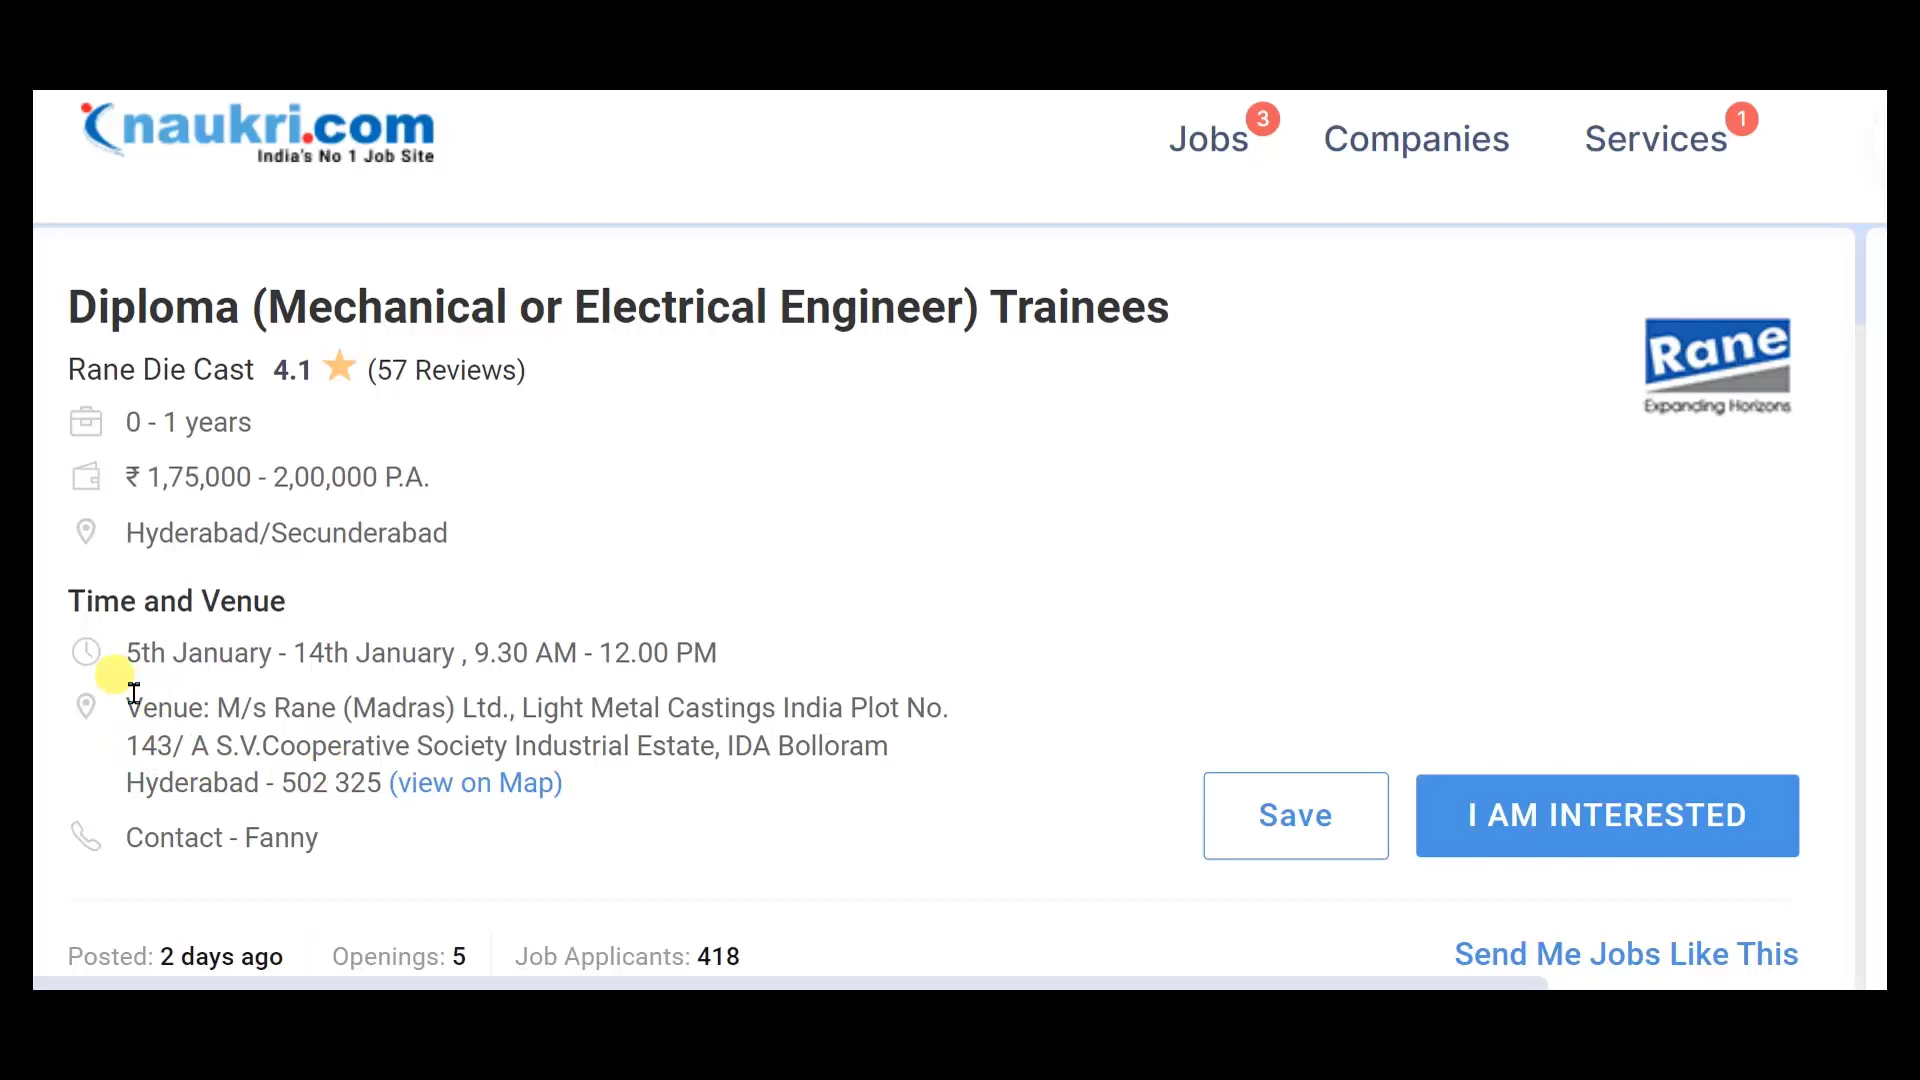 naukri.com
India's No 1 Job Site
Jobs 3 Companies Services 1
Diploma (Mechanical or Electrical Engineer) Trainees
Rane Die Cast 4.1 (57 Reviews)
Rane
Expanding Horizons
0 - 1 years
₹ 1,75,000 - 2,00,000 P.A.
Hyderabad/Secunderabad
Time and Venue
5th January - 14th January , 9.30 AM - 12.00 PM
Venue: M/s Rane (Madras) Ltd., Light Metal Castings India Plot No.
143/ A S.V.Cooperative Society Industrial Estate, IDA Bolloram
Hyderabad - 502 325 (view on Map)
Contact - Fanny
Save I AM INTERESTED
Posted: 2 days ago Openings: 5 Job Applicants: 418
Send Me Jobs Like This